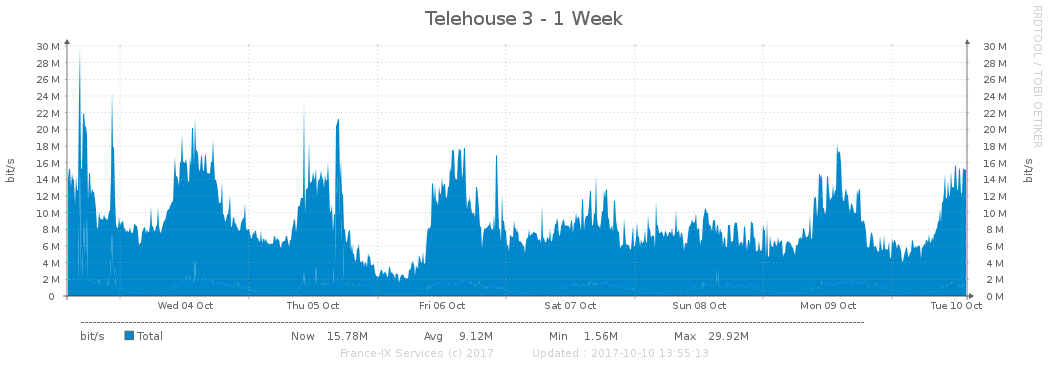 Telehouse 3 - 1 Week
RRDTOOL / TOBI OETIKER
bit/s
30 M 30 M
28 M 28 M
26 M 26 M
24 M 24 M
22 M 22 M
20 M 20 M
18 M 18 M
16 M 16 M
14 M 14 M
12 M 12 M
10 M 10 M
8 M 8 M
6 M 6 M
4 M 4 M
2 M 2 M
0 0 M
bit/s
Wed 04 Oct Thu 05 Oct Fri 06 Oct Sat 07 Oct Sun 08 Oct Mon 09 Oct Tue 10 Oct
bit/s Total Now 15.78M Avg 9.12M Min 1.56M Max 29.92M
France-IX Services (c) 2017 Updated : 2017-10-10 13:55:13